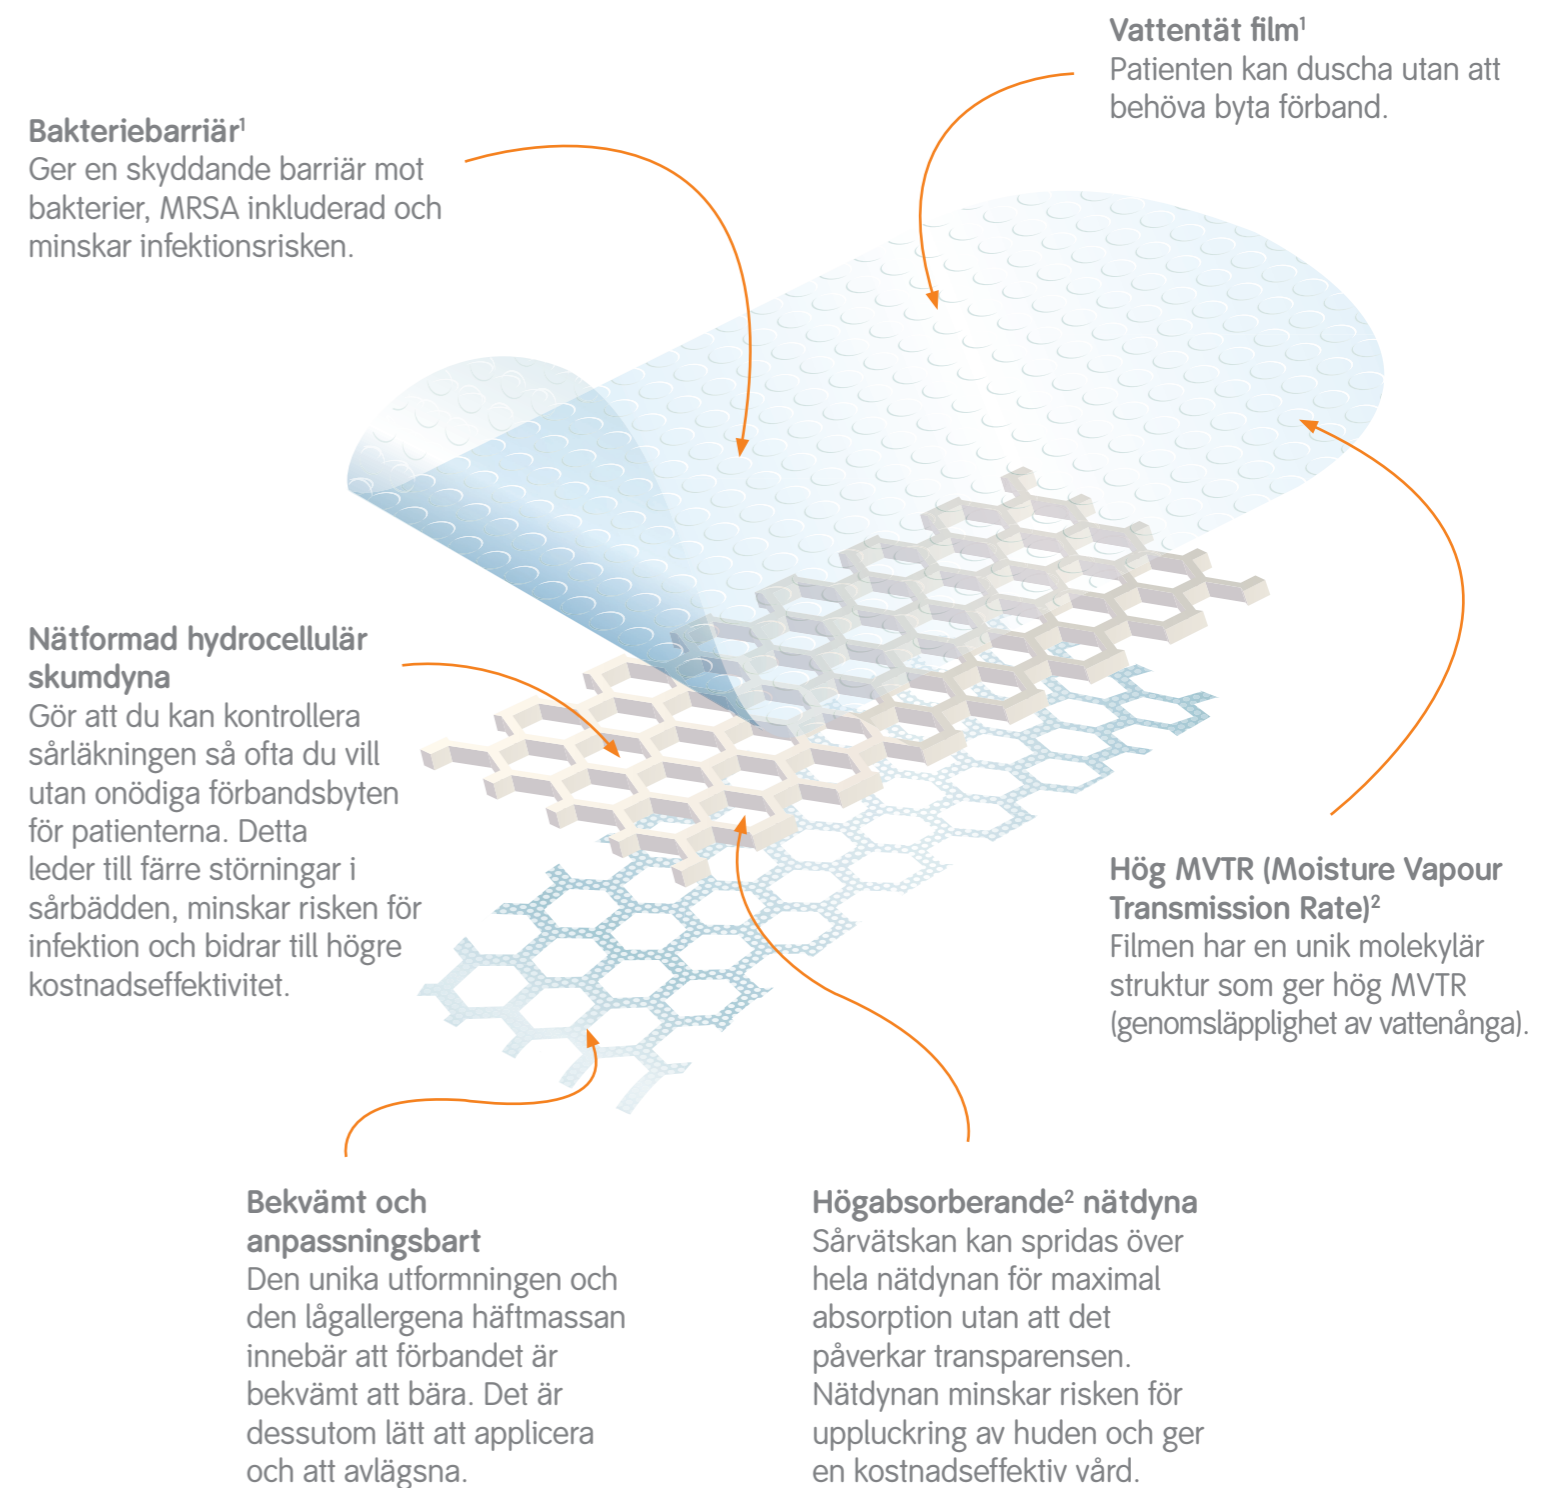 Vattentät film¹
Patienten kan duscha utan att
behöva byta förband.
Bakteriebarriär¹
Ger en skyddande barriär mot
bakterier, MRSA inkluderad och
minskar infektionsrisken.
Nätformad hydrocellulär
skumdyna
Gör att du kan kontrollera
sårläkningen så ofta du vill
utan onödiga förbandsbyten
för patienterna. Detta
leder till färre störningar i
sårbädden, minskar risken för
infektion och bidrar till högre
kostnadseffektivitet.
Hög MVTR (Moisture Vapour
Transmission Rate)²
Filmen har en unik molekylär
struktur som ger hög MVTR
(genomsläpplighet av vattenånga).
Bekvämt och
anpassningsbart
Den unika utformningen och
den lågallergena häftmassan
innebär att förbandet är
bekvämt att bära. Det är
dessutom lätt att applicera
och att avlägsna.
Högabsorberande² nätdyna
Sårvätskan kan spridas över
hela nätdynan för maximal
absorption utan att det
påverkar transparensen.
Nätdynan minskar risken för
uppluckring av huden och ger
en kostnadseffektiv vård.